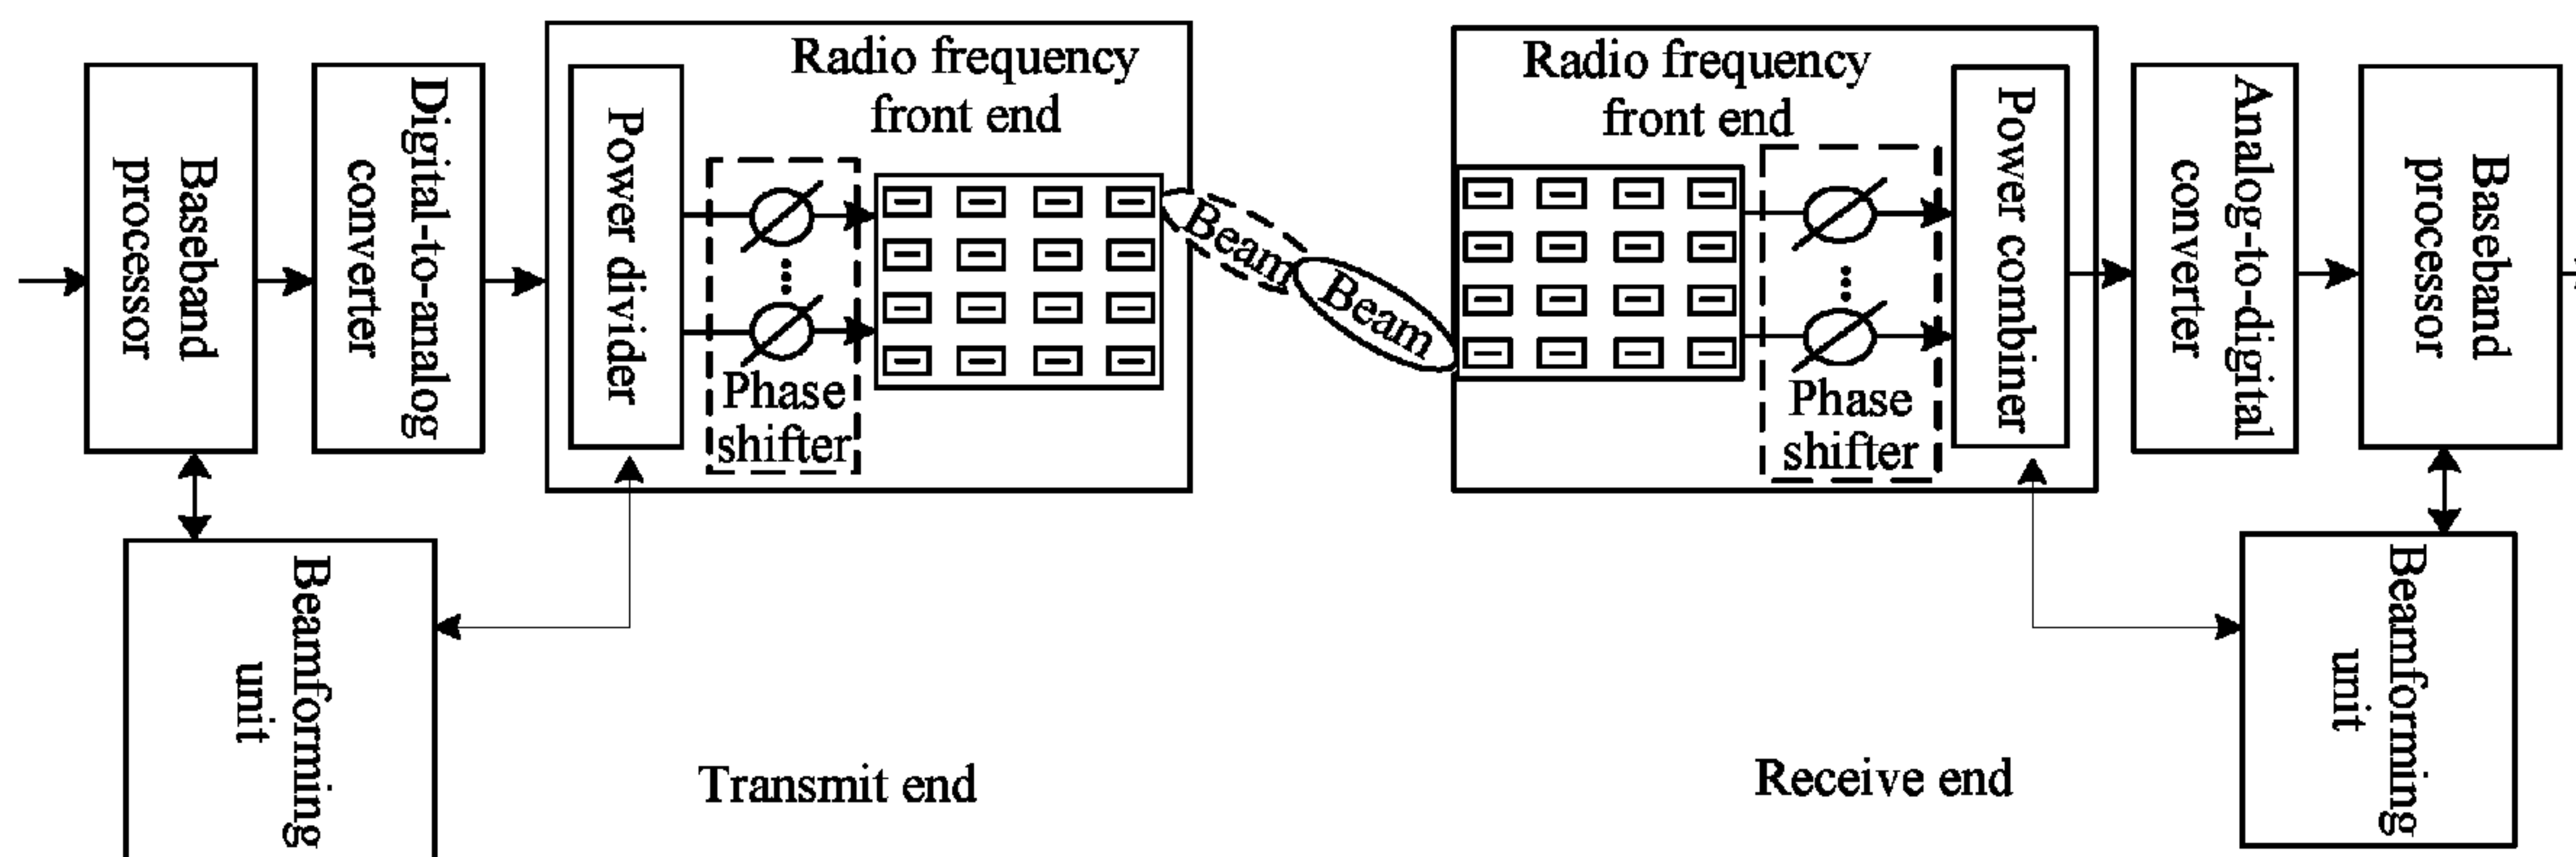 Baseband
processor
Digital-to-analog
converter
Power divider
Radio frequency
front end
Phase
shifter
Beam
Beam
Radio frequency
front end
Phase
shifter
Power combiner
Analog-to-digital
converter
Baseband
processor
Beamforming
unit
Transmit end
Receive end
Beamforming
unit